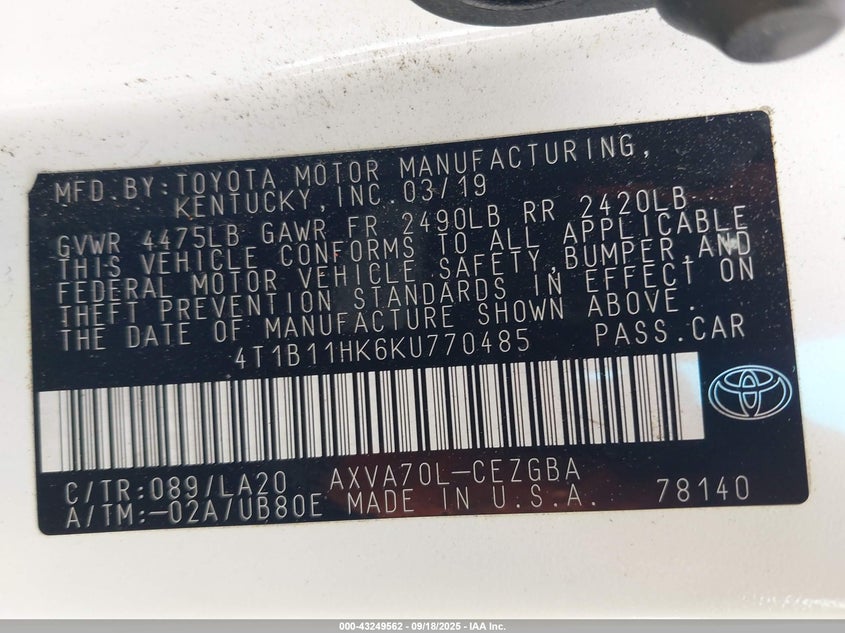 MFD.BY:TOYOTA MOTOR MANUFACTURING,
KENTUCKY,INC 03/19
GVWR 4475LB GAWR FR 2490LB RR 2420LB
THIS VEHICLE CONFORMS TO ALL APPLICABLE
FEDERAL MOTOR VEHICLE SAFETY,BUMPER,AND
THEFT PREVENTION STANDARDS IN EFFECT ON
THE DATE OF MANUFACTURE SHOWN ABOVE.
4T1B11HK6KU770485 PASS.CAR
C/TR:089/LA20 AXVA70L-CEZGBA
A/TM:-02A/UB80E MADE IN U.S.A. 78140
000-43249562 - 09/18/2025 - IAA Inc.